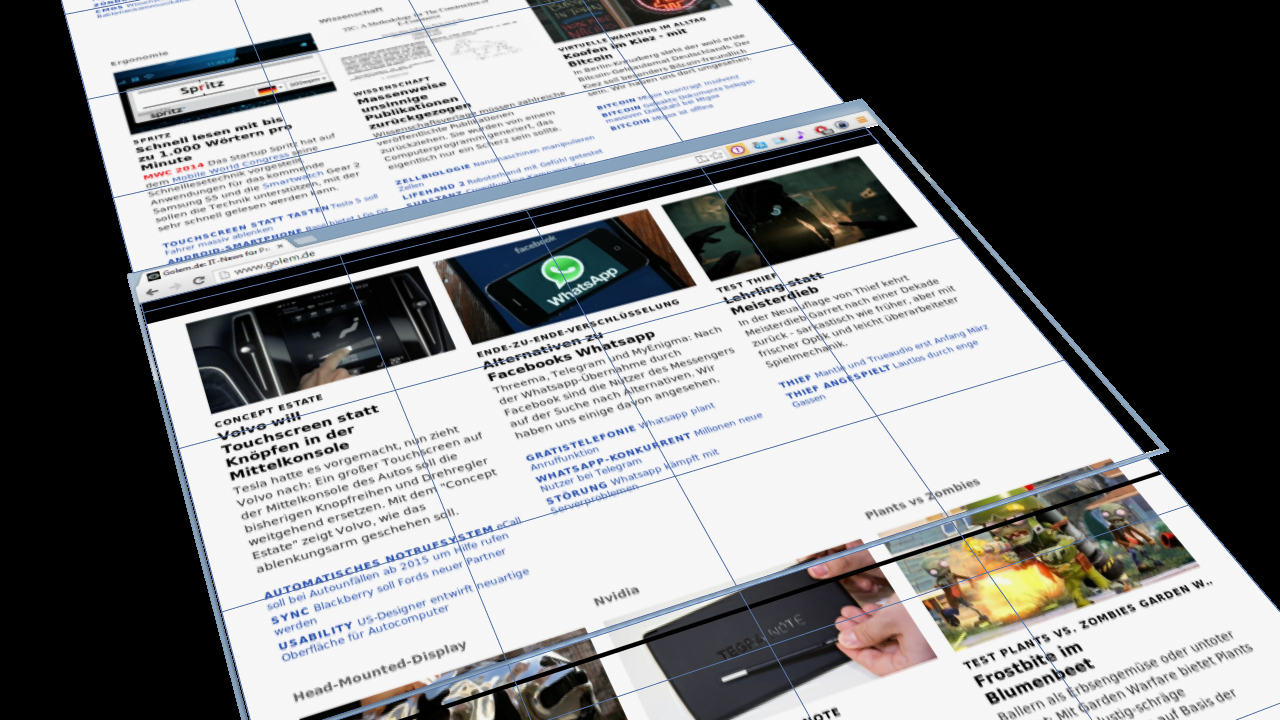 Wissenschaft
TIC: A Methodology for the Construction of
E-Commerce
Ergonomie
Spritz
spritz
SPRITZ
Schnell lesen mit bis
zu 1.000 Wörtern pro
Minute
MWC 2014 Das Startup Spritz hat auf
dem Mobile World Congress seine
Schnelllesetechnik vorgestellt.
Anwendungen für das kommende
Samsung S5 und die Smartwatch Gear 2
sollen die Technik unterstützen, mit der
sehr schnell gelesen werden kann.
TOUCHSCREEN STATT TASTEN Tesla 5 soll
Fahrer massiv ablenken
ANDROID-SMARTPHONE
WISSENSCHAFT
Massenweise
unsinnige
Publikationen
zurückgezogen
Wissenschaftsverlage müssen zahlreiche
veröffentlichte Publikationen
zurückziehen. Sie wurden von einem
Computerprogramm generiert, das
eigentlich nur ein Scherz sein sollte.
ZELLBIOLOGIE Nanomaschinen manipulieren
Zellen
LIFEHAND 2 Roboterhand mit Gefühl getestet
VIRTUELLE WÄHRUNG IM ALLTAG
Koofen im Kiez - mit
Bitcoin
In Berlin-Kreuzberg steht der wohl erste
Bitcoin-Geldautomat Deutschlands. Der
Kiez soll besonders Bitcoin-freundlich
sein. Wir haben uns dort umgesehen.
BITCOIN Mtgox beantragt Insolvenz
BITCOIN Gehackte Dokumente belegen
massiven Diebstahl bei Mtgox
BITCOIN Mtgox ist offline
Golem.de: IT-News für P
www.golem.de
CONCEPT ESTATE
Volvo will
Touchscreen statt
Knöpfen in der
Mittelkonsole
Tesla hatte es vorgemacht, nun zieht
Volvo nach: Ein großer Touchscreen auf
der Mittelkonsole des Autos soll die
bisherigen Knopfreihen und Drehregler
weitgehend ersetzen. Mit dem "Concept
Estate" zeigt Volvo, wie das
ablenkungsarm geschehen soll.
AUTOMATISCHES NOTRUFSYSTEM eCall
soll bei Autounfällen ab 2015 um Hilfe rufen
SYNC Blackberry soll Fords neuer Partner
werden
USABILITY US-Designer entwirft neuartige
Oberfläche für Autocomputer
facebook
WhatsApp
ENDE-ZU-ENDE-VERSCHLÜSSELUNG
Alternativen zu
Facebooks Whatsapp
Threema, Telegram und MyEnigma: Nach
der Whatsapp-Übernahme durch
Facebook sind die Nutzer des Messengers
auf der Suche nach Alternativen. Wir
haben uns einige davon angesehen.
GRATISTELEFONIE Whatsapp plant
Anruffunktion
WHATSAPP-KONKURRENT Millionen neue
Nutzer bei Telegram
STÖRUNG Whatsapp kämpft mit
Serverproblemen
TEST THIEF
Lehrling statt
Meisterdieb
In der Neuauflage von Thief kehrt
Meisterdieb Garret nach einer Dekade
zurück - sarkastisch wie früher, aber mit
frischer Optik und leicht überarbeiteter
Spielmechanik.
THIEF Mantle und Trueaudio erst Anfang März
THIEF ANGESPIELT Lautlos durch enge
Gassen
Head-Mounted-Display
Nvidia
TEGRA NOTE
Plants vs Zombies
TEST PLANTS VS. ZOMBIES GARDEN W..
Frostbite im
Blumenbeet
Ballern als Erbsengemüse oder untoter
Mit Garden Warfare bietet Plants
auf Basis der